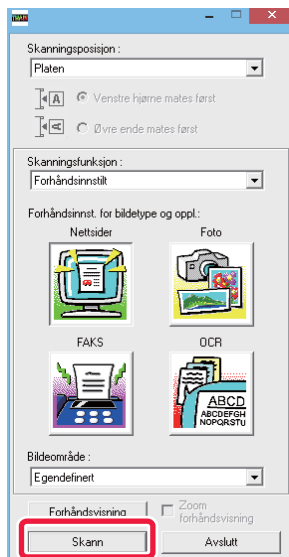 Skanningsposisjon :
Platen
A
Venstre hjørne mates først
A
Øvre ende mates først
Skanningsfunksjon :
Forhåndsinnstilt
Forhåndsinnst. for bildetype og oppl.:
Nettsider
Foto
FAKS
OCR
ABCD
ABCDEFGH
NOPQRSTU
Bildeområde :
Egendefinert
Forhåndsvisning
Zoom
forhåndsvisning
Skann
Avslutt